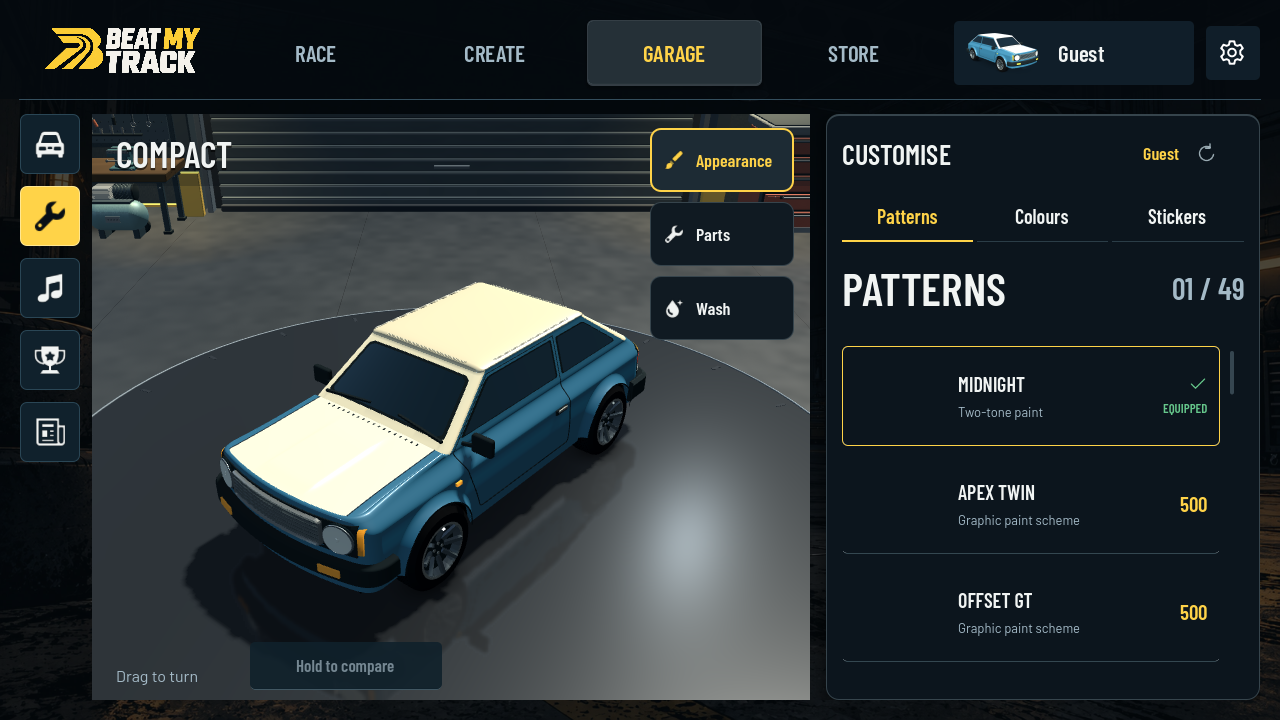 BEAT MY
TRACK
RACE
CREATE
GARAGE
STORE
Guest
COMPACT
Appearance
Parts
Wash
Drag to turn
Hold to compare
CUSTOMISE
Guest
Patterns
Colours
Stickers
PATTERNS
01 / 49
MIDNIGHT
Two-tone paint
EQUIPPED
APEX TWIN
Graphic paint scheme
500
OFFSET GT
Graphic paint scheme
500